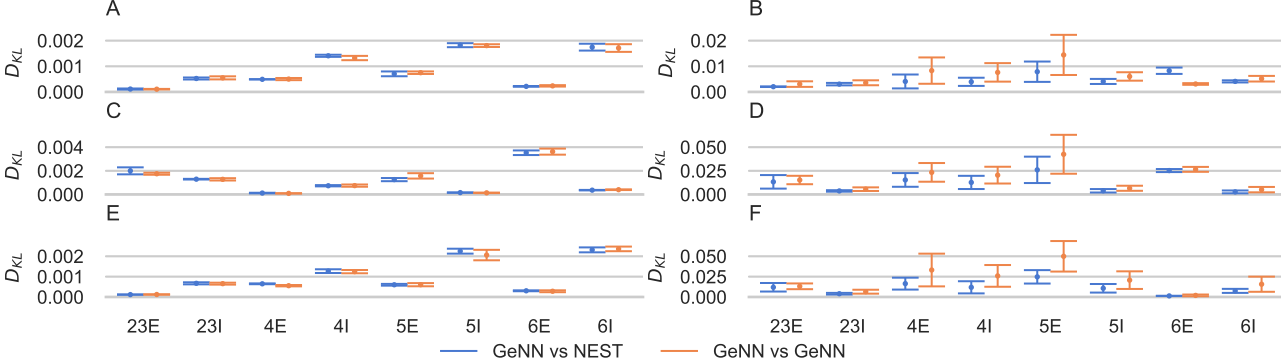 A
B
0.002
0.001
0.000
D_KL
0.02
0.01
0.00
D_KL
C
D
0.004
0.002
0.000
D_KL
0.050
0.025
0.000
D_KL
E
F
0.002
0.001
0.000
D_KL
0.050
0.025
0.000
D_KL
23E 23I 4E 4I 5E 5I 6E 6I
23E 23I 4E 4I 5E 5I 6E 6I
GeNN vs NEST GeNN vs GeNN